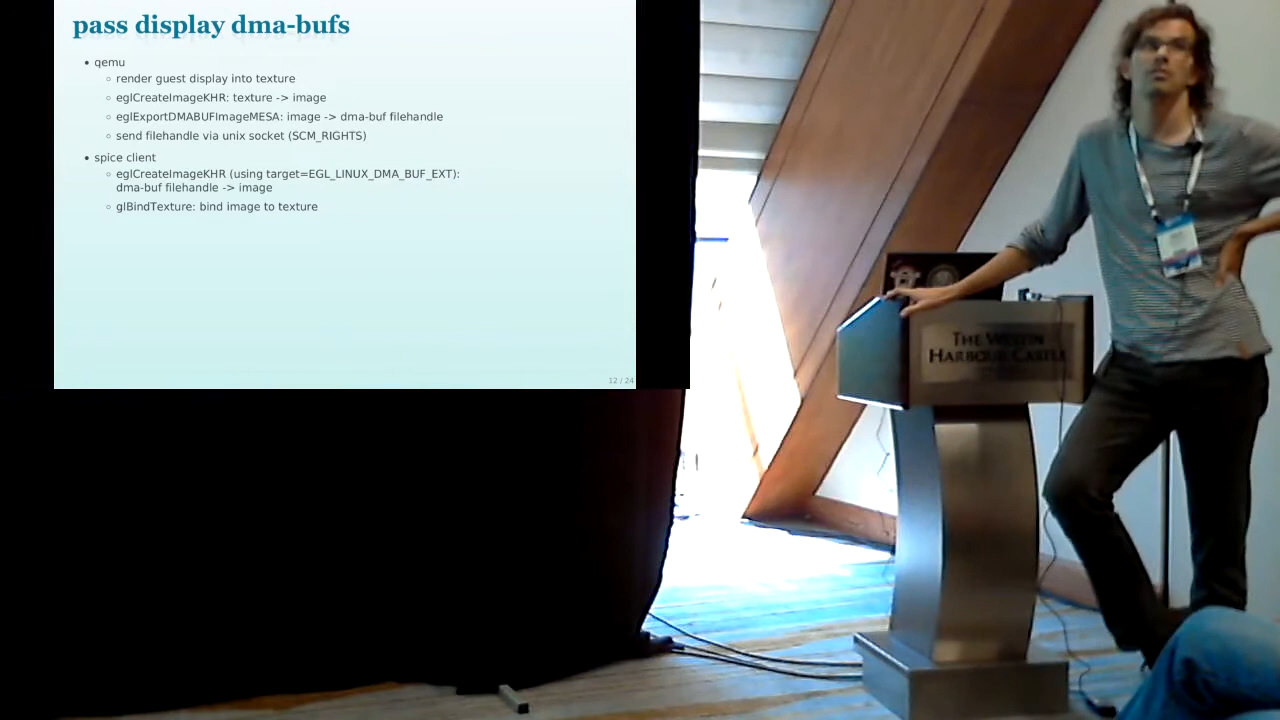 pass display dma-bufs
• qemu
◦ render guest display into texture
◦ eglCreateImageKHR: texture -> image
◦ eglExportDMABUFImageMESA: image -> dma-buf filehandle
◦ send filehandle via unix socket (SCM_RIGHTS)
• spice client
◦ eglCreateImageKHR (using target=EGL_LINUX_DMA_BUF_EXT):
dma-buf filehandle -> image
◦ glBindTexture: bind image to texture
12 / 24
THE WESTIN
HARBOUR CASTLE